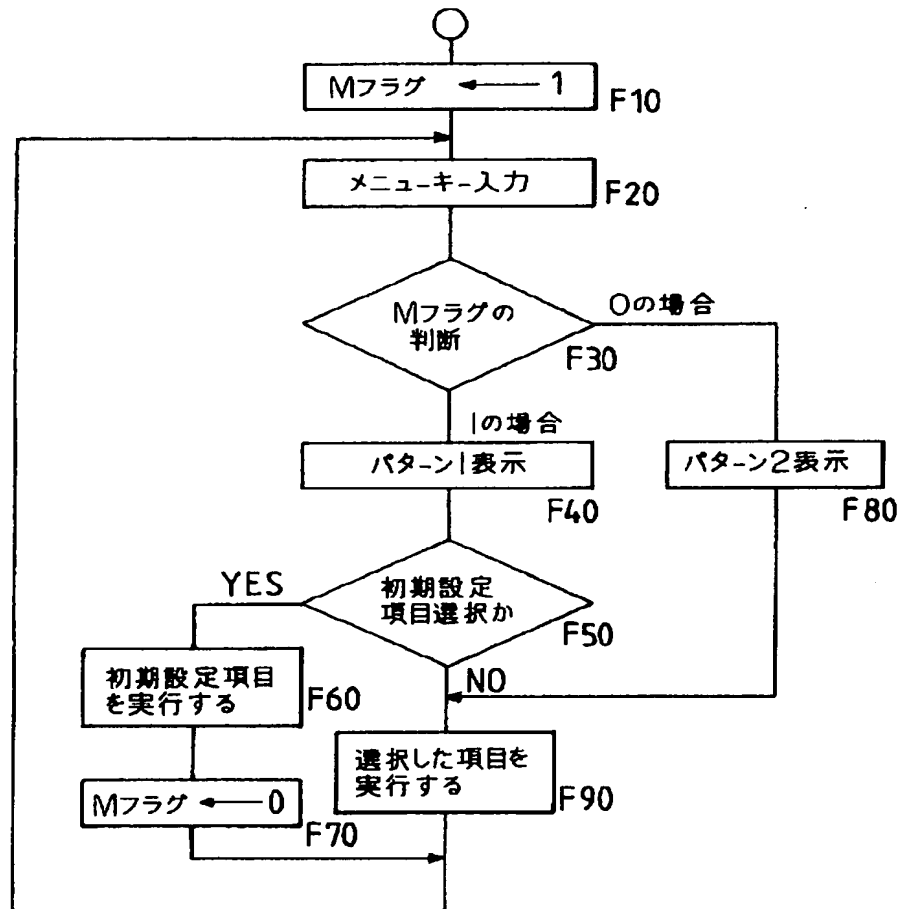 Mフラグ ← 1
F10
メニューキー入力
F20
Mフラグの
判断
0の場合
F30
1の場合
パターン1表示
F40
パターン2表示
F80
YES
初期設定
項目選択か
F50
NO
初期設定項目
を実行する
F60
選択した項目を
実行する
F90
Mフラグ ← 0
F70